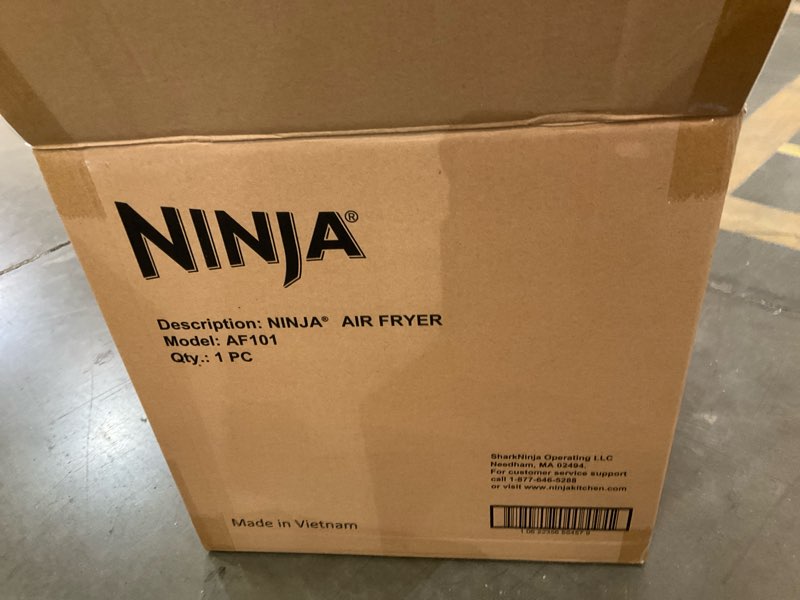 NINJA®
Description: NINJA® AIR FRYER
Model: AF101
Qty.: 1 PC
SharkNinja Operating LLC
Needham, MA 02494.
For customer service support
call 1-877-646-5288
or visit www.ninjakitchen.com
Made in Vietnam